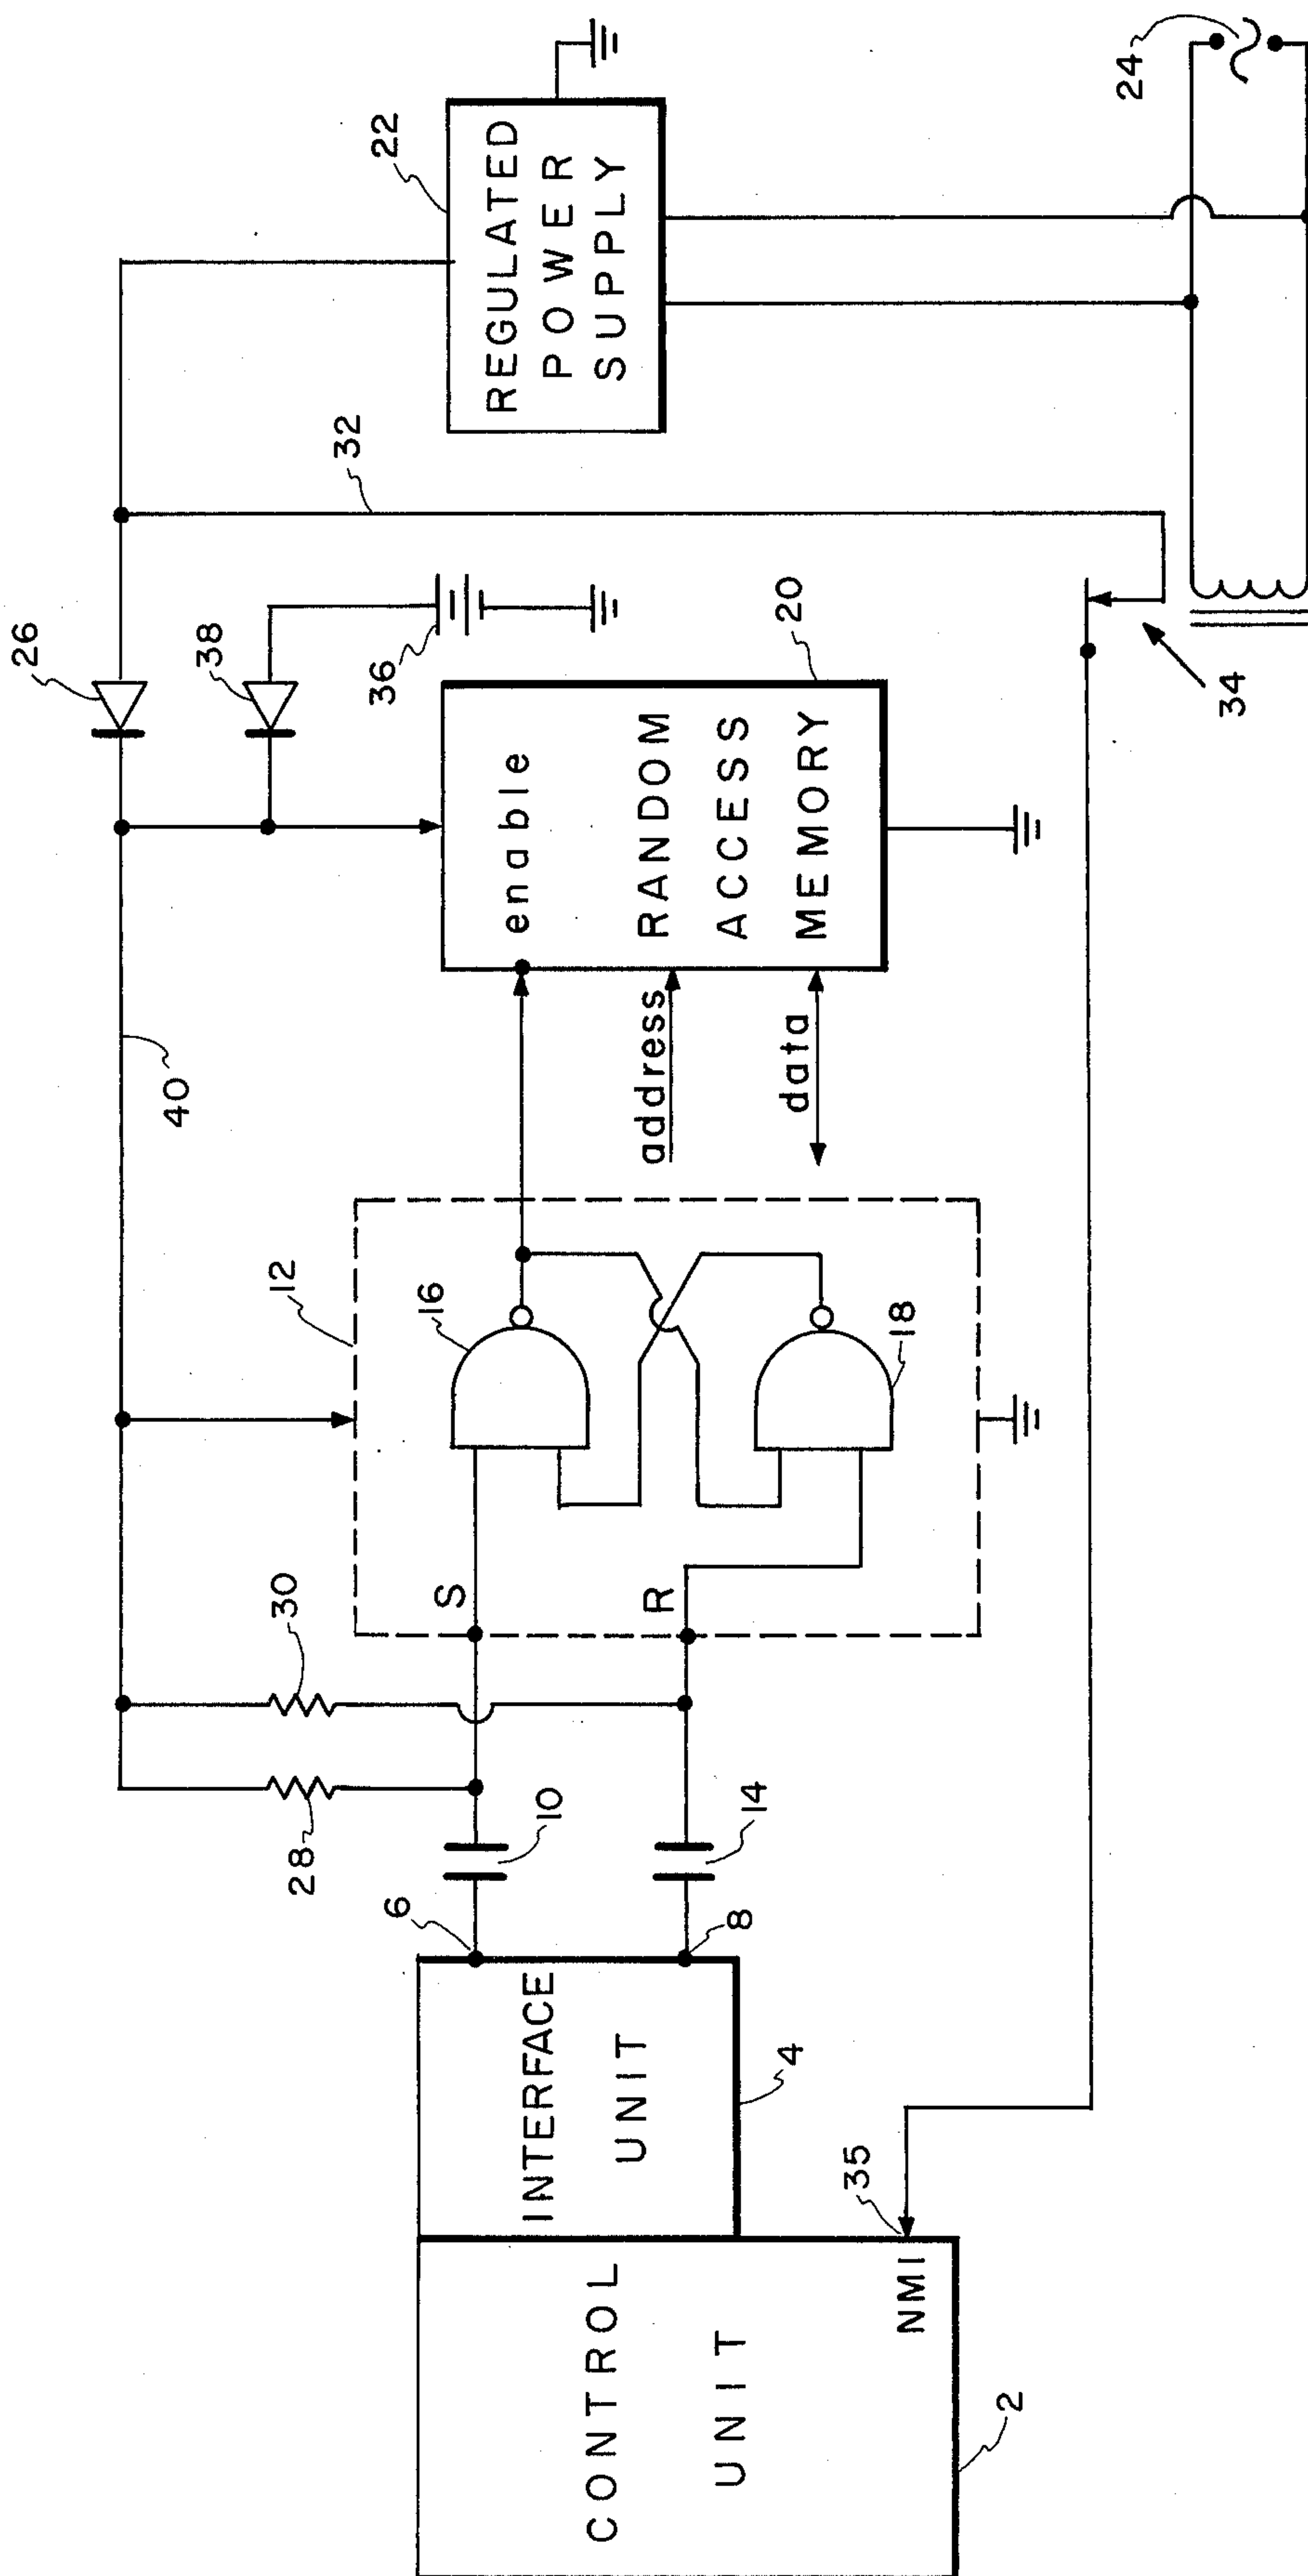 CONTROL
UNIT
NMI
2
35
INTERFACE
UNIT
4
6
8
10
14
28
30
S
R
12
16
18
40
address
data
enable
RANDOM
ACCESS
MEMORY
20
26
38
36
32
34
REGULATED
POWER
SUPPLY
22
24